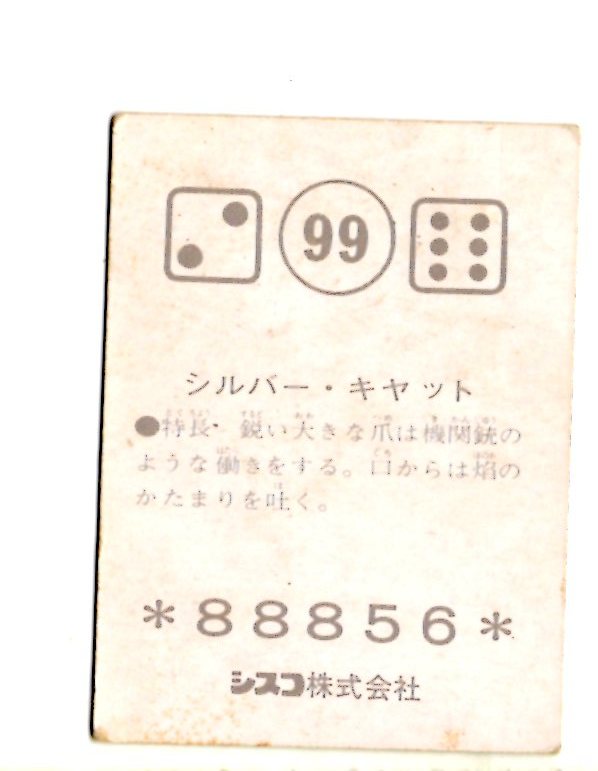 99
シルバー・キャット
●特長・鋭い大きな爪は機関銃の
ような働きをする。口からは焰の
かたまりを吐く。
*88856*
シスコ株式会社